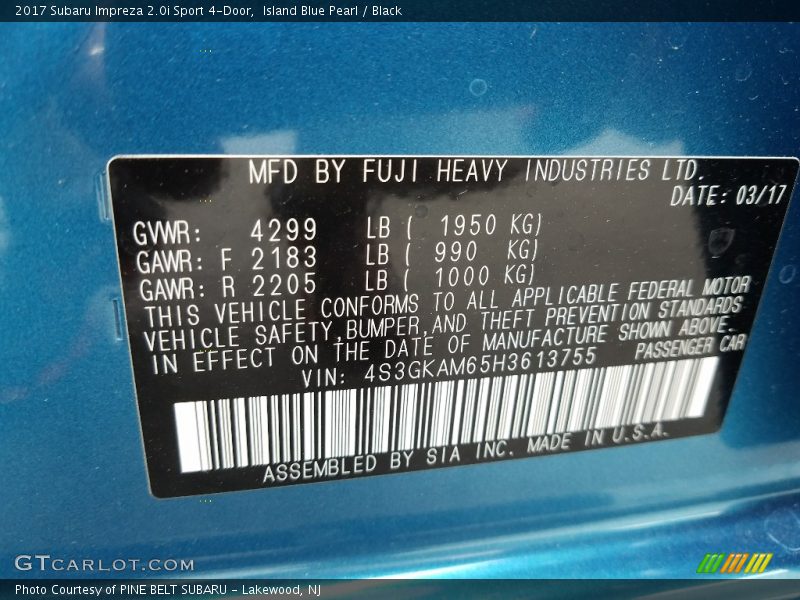 2017 Subaru Impreza 2.0i Sport 4-Door,  Island Blue Pearl / Black
MFD BY FUJI HEAVY INDUSTRIES LTD.
DATE: 03/17
GVWR: 4299 LB ( 1950 KG)
GAWR: F 2183 LB ( 990 KG)
GAWR: R 2205 LB ( 1000 KG)
THIS VEHICLE CONFORMS TO ALL APPLICABLE FEDERAL MOTOR
VEHICLE SAFETY,BUMPER,AND THEFT PREVENTION STANDARDS
IN EFFECT ON THE DATE OF MANUFACTURE SHOWN ABOVE.
PASSENGER CAR
VIN: 4S3GKAM65H3613755
ASSEMBLED BY SIA INC. MADE IN U.S.A.
GTCARLOT.COM
Photo Courtesy of PINE BELT SUBARU - Lakewood, NJ